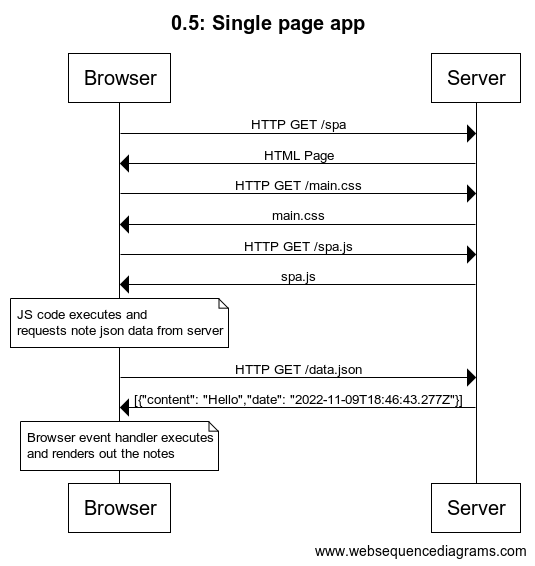 0.5: Single page app
Browser
Server
HTTP GET /spa
HTML Page
HTTP GET /main.css
main.css
HTTP GET /spa.js
spa.js
JS code executes and
requests note json data from server
HTTP GET /data.json
[{"content": "Hello","date": "2022-11-09T18:46:43.277Z"}]
Browser event handler executes
and renders out the notes
Browser
Server
www.websequencediagrams.com